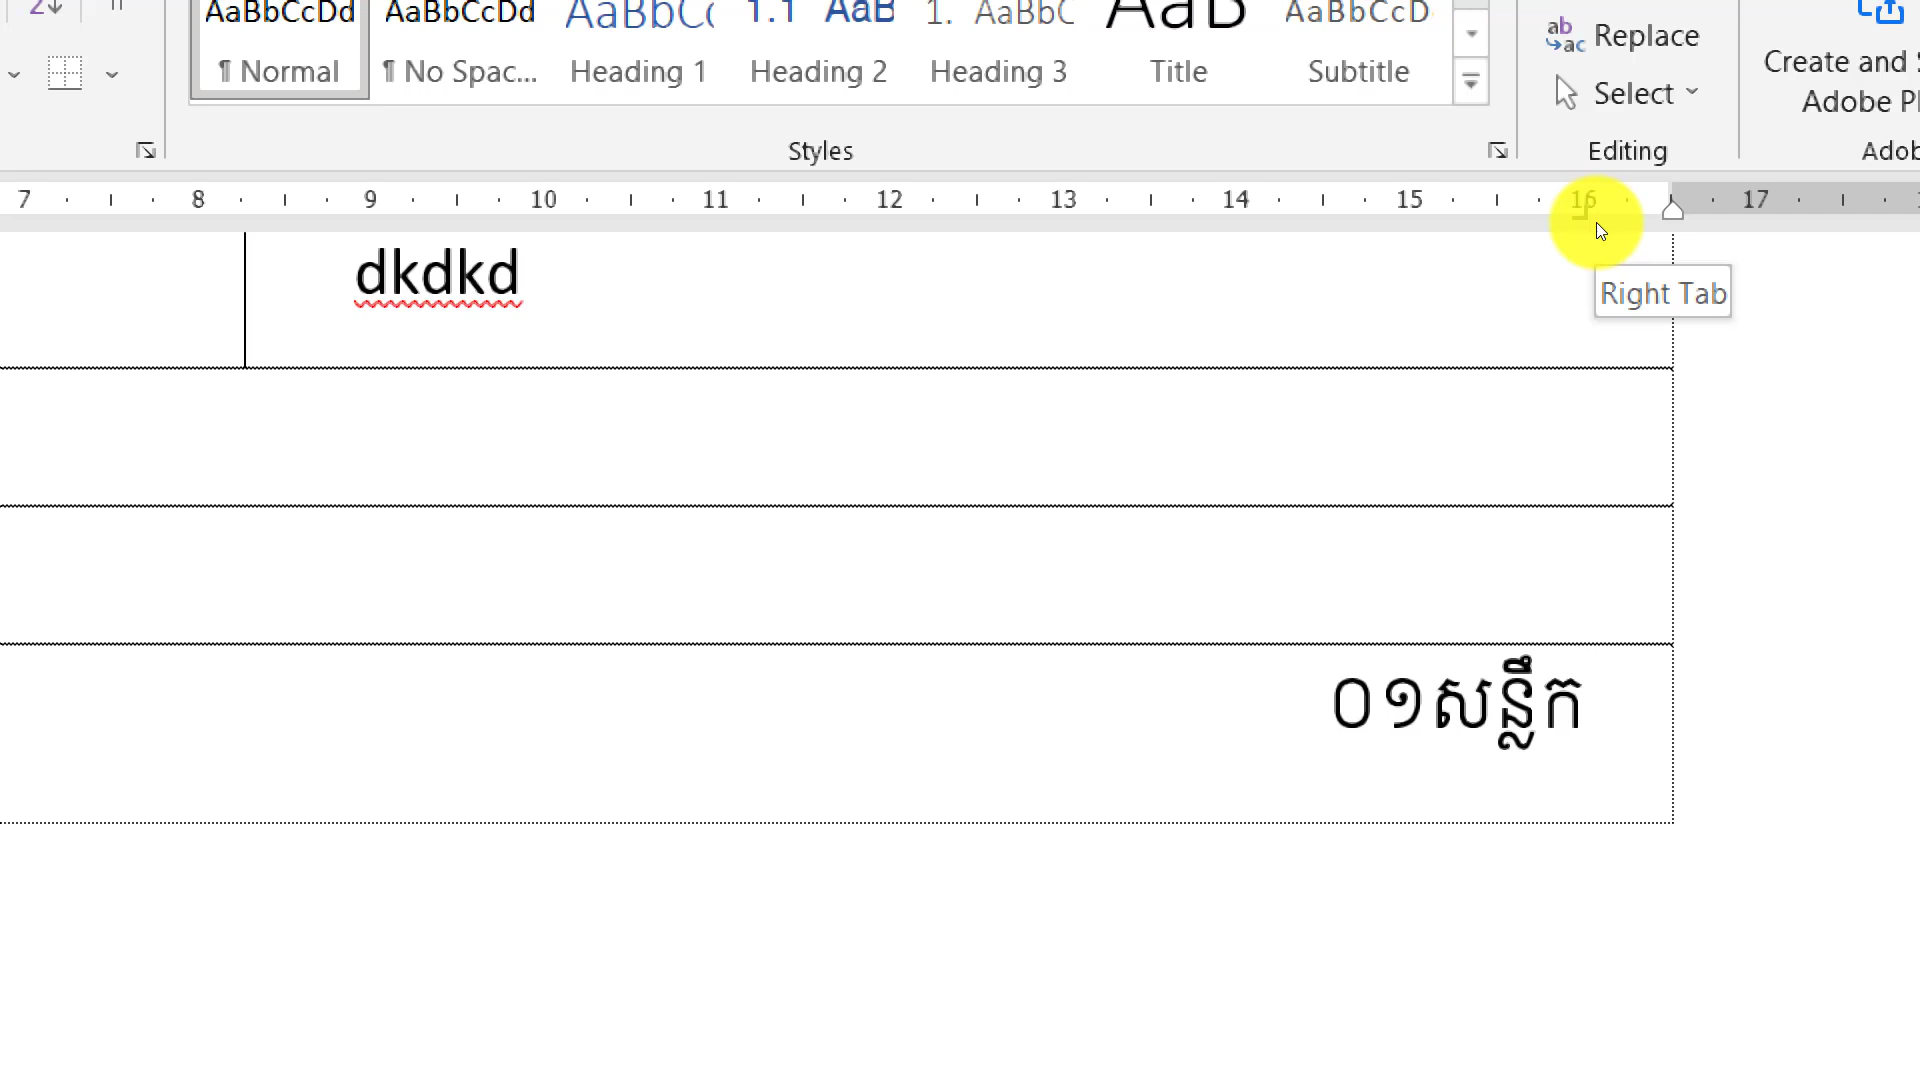 AaBbCcDd AaBbCcDd AaBbCc 1.1 AaB 1. AaBbC AaB AaBbCcD
¶ Normal ¶ No Spac... Heading 1 Heading 2 Heading 3 Title Subtitle
Replace
Select
Create and
Adobe
Styles Editing
7 8 9 10 11 12 13 14 15 16 17
dkdkd
Right Tab
០១សន្លឹក